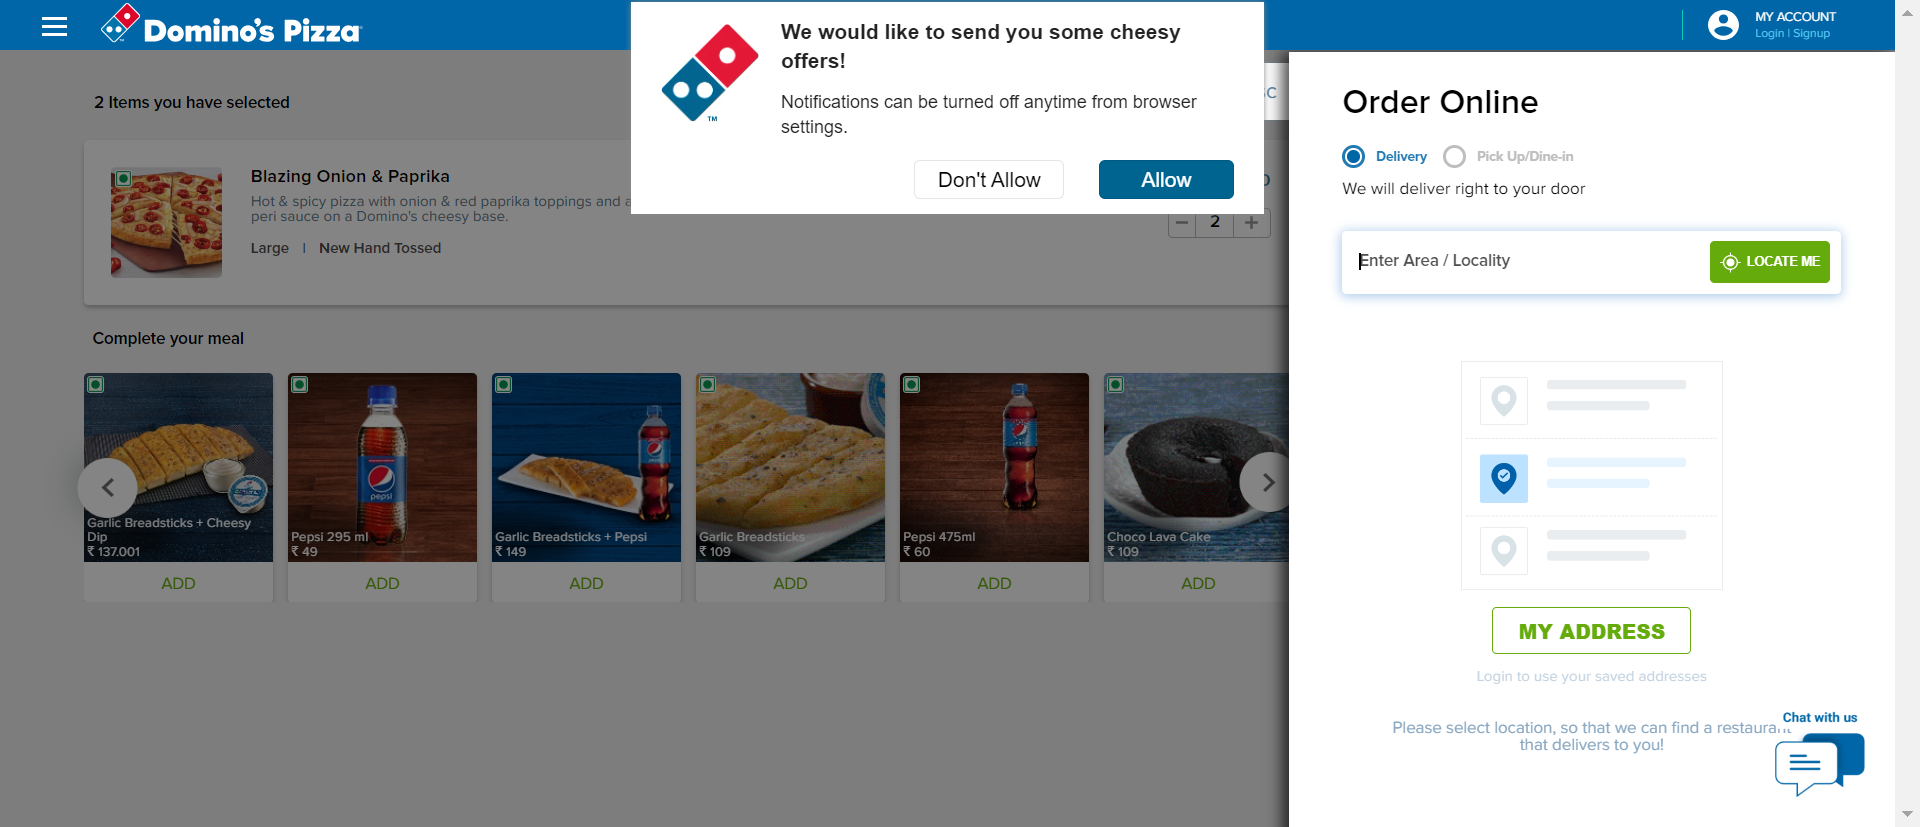 Domino's Pizza
We would like to send you some cheesy
offers!
Notifications can be turned off anytime from browser
settings.
Don't Allow
Allow
TM
MY ACCOUNT
Login | Signup
2 Items you have selected
Blazing Onion & Paprika
Hot & spicy pizza with onion & red paprika toppings and a
peri sauce on a Domino's cheesy base.
Large | New Hand Tossed
2
Complete your meal
Garlic Breadsticks + Cheesy
Dip
₹ 137.001
ADD
pepsi
Pepsi 295 ml
₹ 49
ADD
Garlic Breadsticks + Pepsi
₹ 149
ADD
Garlic Breadsticks
₹ 109
ADD
Pepsi 475ml
₹ 60
ADD
Choco Lava Cake
₹ 109
ADD
Order Online
Delivery
Pick Up/Dine-in
We will deliver right to your door
Enter Area / Locality
LOCATE ME
MY ADDRESS
Login to use your saved addresses
Please select location, so that we can find a restaurant
that delivers to you!
Chat with us